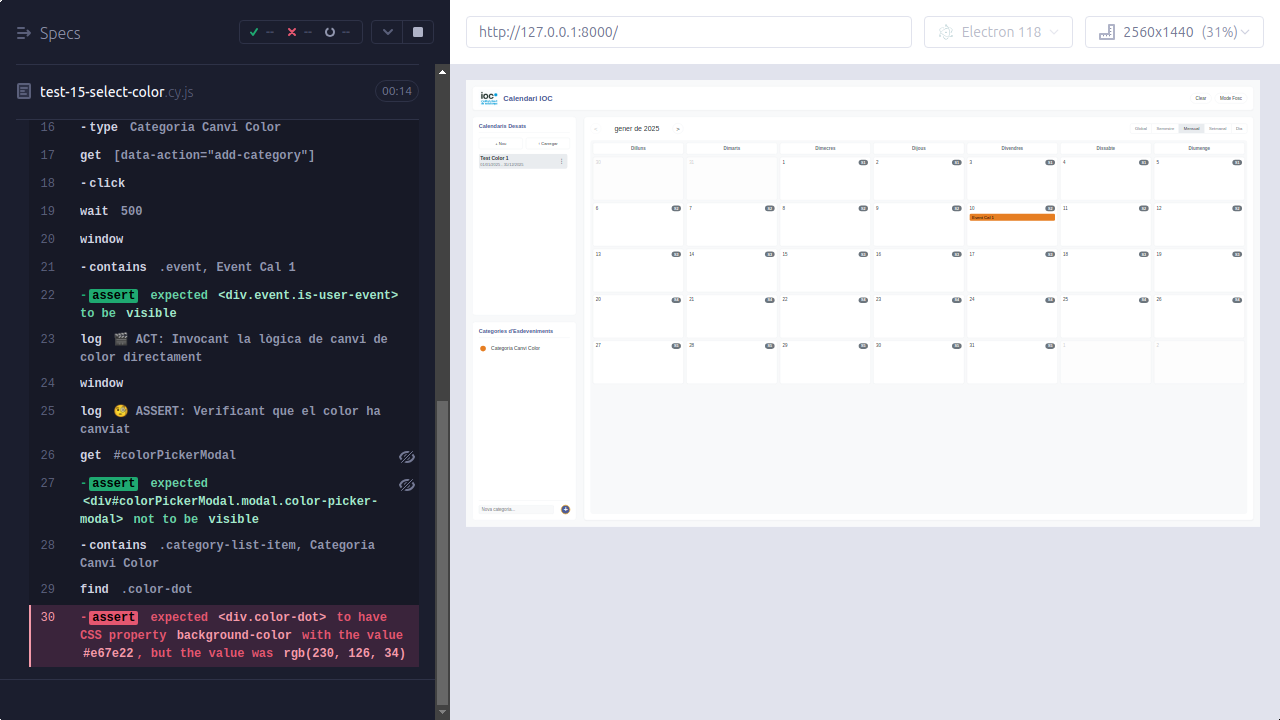 Specs
-- -- --
test-15-select-color.cy.js
00:14
16 -type Categoria Canvi Color
17 get [data-action="add-category"]
18 -click
19 wait 500
20 window
21 -contains .event, Event Cal 1
22 -assert expected <div.event.is-user-event>
to be visible
23 log 🎬 ACT: Invocant la lògica de canvi de
color directament
24 window
25 log 🧐 ASSERT: Verificant que el color ha
canviat
26 get #colorPickerModal
27 -assert expected
<div#colorPickerModal.modal.color-picker-
modal> not to be visible
28 -contains .category-list-item, Categoria
Canvi Color
29 find .color-dot
30 -assert expected <div.color-dot> to have
CSS property background-color with the value
#e67e22, but the value was rgb(230, 126, 34)
http://127.0.0.1:8000/
Electron 118
2560x1440 (31%)
ioc Calendari IOC
Clear Mode Fosc
Calendaris Desats
+ Nou Carregar
Test Color 1
‹ gener de 2025 >
Global Semestre Mensual Setmanal Dia
Dilluns Dimarts Dimecres Dijous Divendres Dissabte Diumenge
30 31 1 2 3 4 5
6 7 8 9 10 11 12
Event Cal 1
13 14 15 16 17 18 19
20 21 22 23 24 25 26
27 28 29 30 31 1 2
Categories d'Esdeveniments
Categoria Canvi Color
Nova categoria...
+